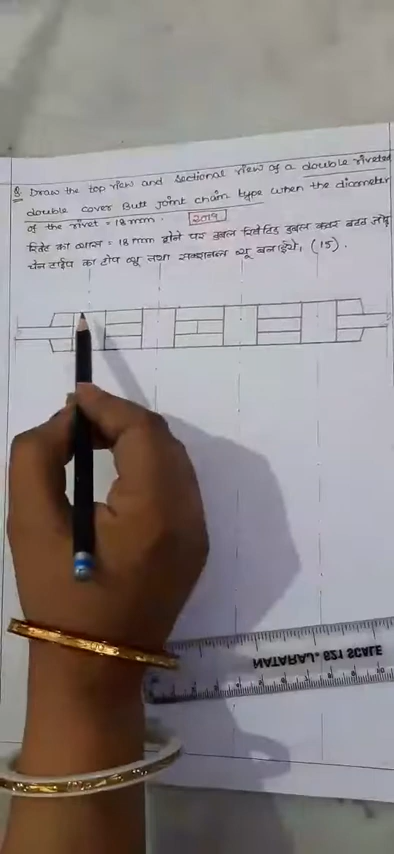 Q. Draw the top view and sectional view of a double riveted
double cover Butt Joint chain type when the diameter
of the rivet = 18 mm. 2019
रिवेट का व्यास = 18 mm होने पर डबल रिवेटिड डबल कवर बटट जोड़
चेन टाईप का टोप व्यू तथा सैक्शनल व्यू बनाईये। (15).
NATARAJ. 621 SCALE